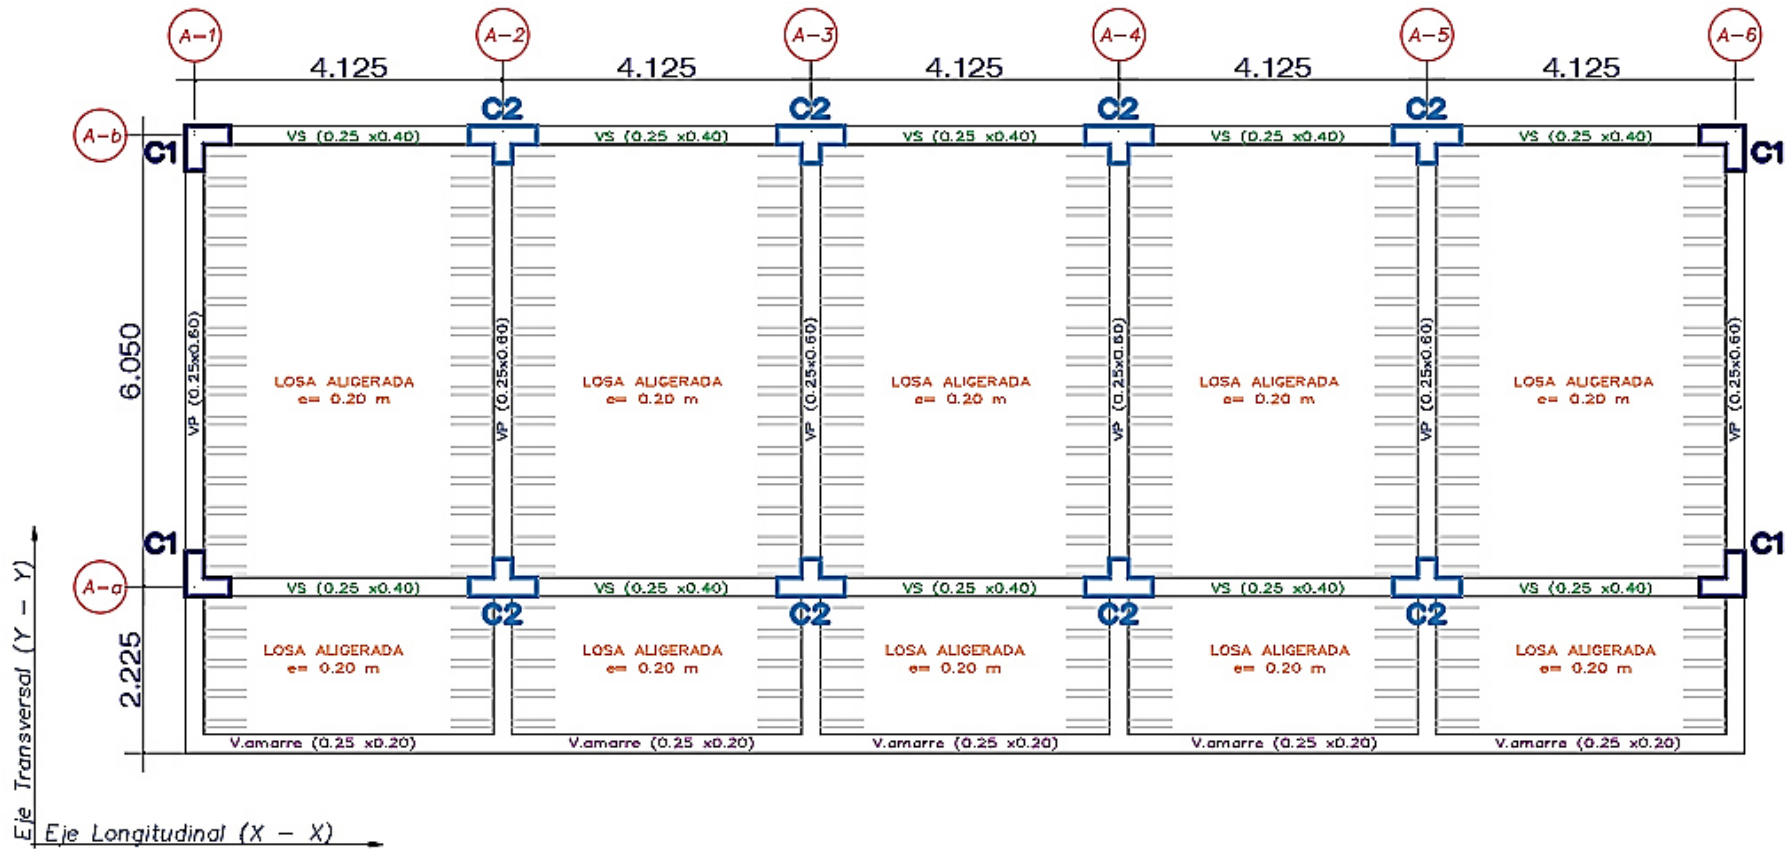 A-1 A-2 A-3 A-4 A-5 A-6
4.125 4.125 4.125 4.125 4.125
C2 C2 C2 C2
A-b
VS (0.25 x0.40) VS (0.25 x0.40) VS (0.25 x0.40) VS (0.25 x0.40) VS (0.25 x0.40)
C1 C1
6.050
VP (0.25x0.60) VP (0.25x0.60) VP (0.25x0.60) VP (0.25x0.60) VP (0.25x0.60) VP (0.25x0.60)
LOSA ALIGERADA LOSA ALIGERADA LOSA ALIGERADA LOSA ALIGERADA LOSA ALIGERADA
e= 0.20 m e= 0.20 m e= 0.20 m e= 0.20 m e= 0.20 m
C1 C1
A-a
VS (0.25 x0.40) VS (0.25 x0.40) VS (0.25 x0.40) VS (0.25 x0.40) VS (0.25 x0.40)
C2 C2 C2 C2
2.225
LOSA ALIGERADA LOSA ALIGERADA LOSA ALIGERADA LOSA ALIGERADA LOSA ALIGERADA
e= 0.20 m e= 0.20 m e= 0.20 m e= 0.20 m e= 0.20 m
V.amarre (0.25 x0.20) V.amarre (0.25 x0.20) V.amarre (0.25 x0.20) V.amarre (0.25 x0.20) V.amarre (0.25 x0.20)
Eje Transversal (Y - Y)
Eje Longitudinal (X - X)